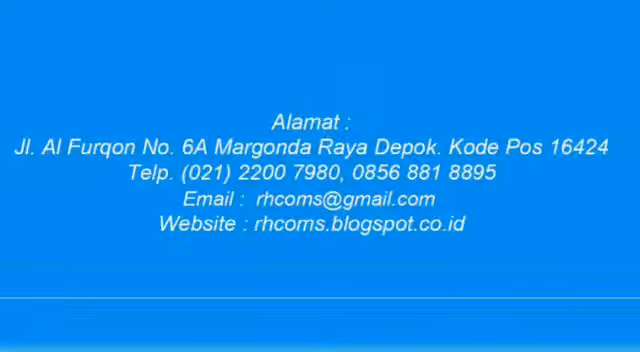 Alamat :
Jl. Al Furqon No. 6A Margonda Raya Depok. Kode Pos 16424
Telp. (021) 2200 7980, 0856 881 8895
Email :  rhcoms@gmail.com
Website : rhcoms.blogspot.co.id